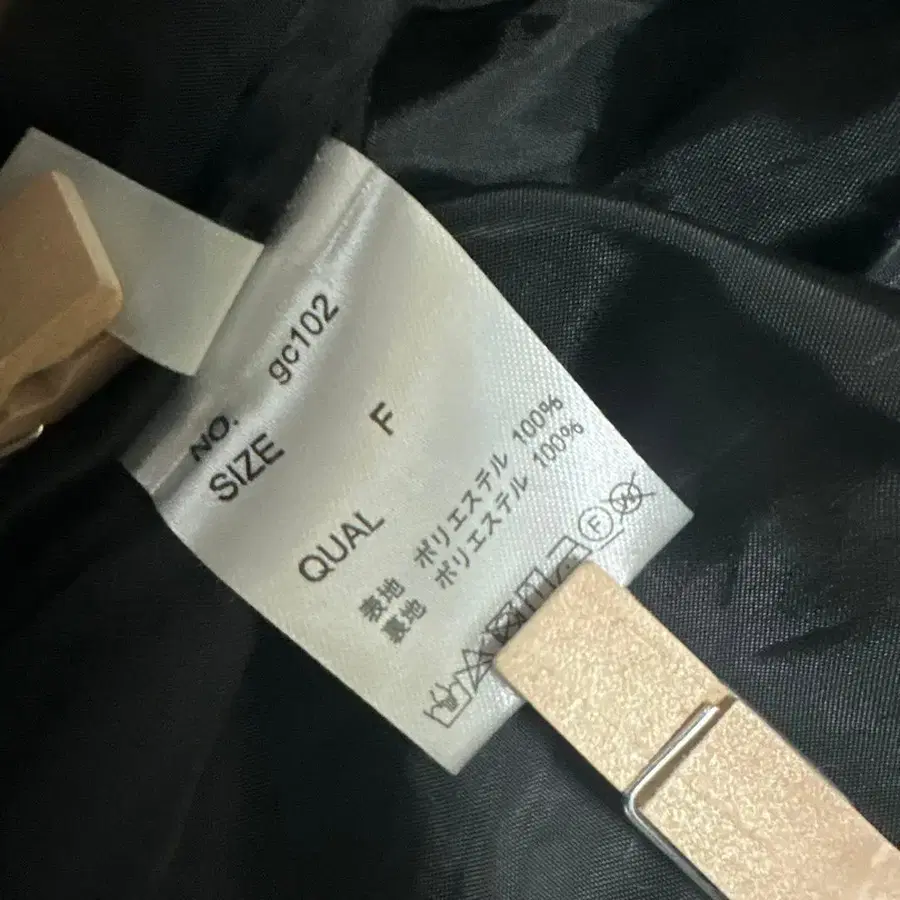 NO. gc102
SIZE F
QUAL
表地 ポリエステル 100%
裏地 ポリエステル 100%
F